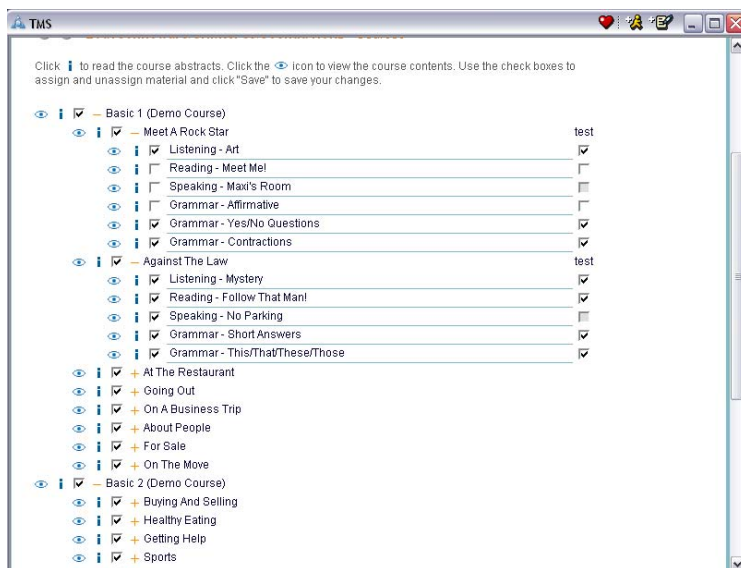 TMS
Click i to read the course abstracts. Click the icon to view the course contents. Use the check boxes to
assign and unassign material and click "Save" to save your changes.
Basic 1 (Demo Course)
Meet A Rock Star test
Listening - Art
Reading - Meet Me!
Speaking - Maxi's Room
Grammar - Affirmative
Grammar - Yes/No Questions
Grammar - Contractions
Against The Law test
Listening - Mystery
Reading - Follow That Man!
Speaking - No Parking
Grammar - Short Answers
Grammar - This/That/These/Those
At The Restaurant
Going Out
On A Business Trip
About People
For Sale
On The Move
Basic 2 (Demo Course)
Buying And Selling
Healthy Eating
Getting Help
Sports